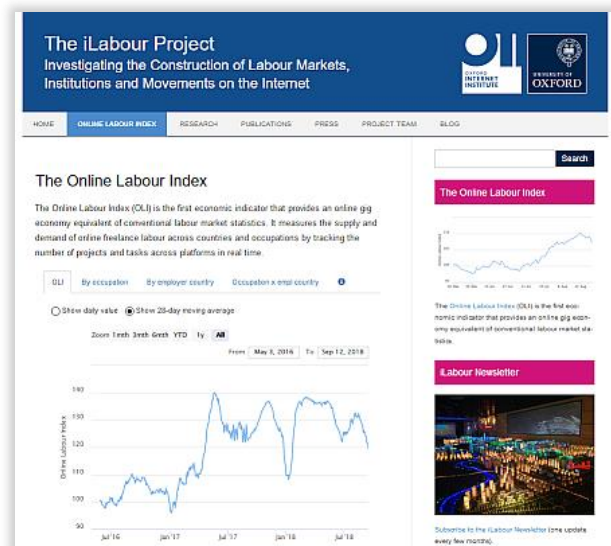 The iLabour Project
Investigating the Construction of Labour Markets,
Institutions and Movements on the Internet
OXFORD
INTERNET
INSTITUTE
UNIVERSITY OF
OXFORD
HOME ONLINE LABOUR INDEX RESEARCH PUBLICATIONS PRESS PROJECT TEAM BLOG
Search
The Online Labour Index
The Online Labour Index (OLI) is the first economic indicator that provides an online gig
economy equivalent of conventional labour market statistics. It measures the supply and
demand of online freelance labour across countries and occupations by tracking the
number of projects and tasks across platforms in real time
OLI By occupation By employer country Occupation x empl country
Show daily value Show 28-day moving average
Zoom 1mth 3mth 6mth YTD 1y All
From May 3, 2016 To Sep 12, 2018
Online Labour Index
140
130
120
110
100
90
Jul '16 Jan '17 Jul '17 Jan '18 Jul '18
The Online Labour Index
The Online Labour Index (OLI) is the first eco-
nomic indicator that provides an online gig econ-
omy equivalent of conventional labour market sta-
tistics.
iLabour Newsletter
Subscribe to the iLabour Newsletter (one update
every few months).